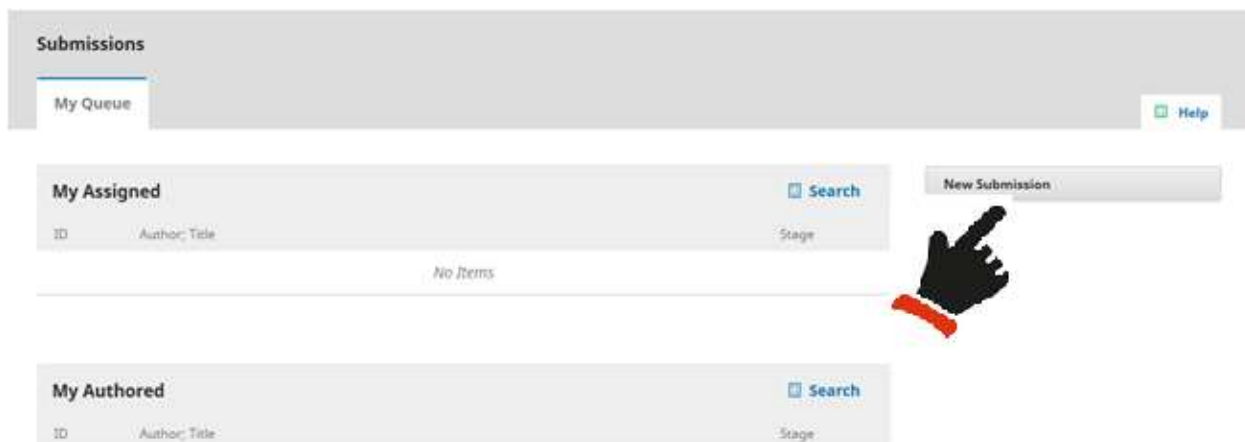 Submissions
My Queue
Help
My Assigned
Search
New Submission
ID Author; Title Stage
No Items
My Authored
Search
ID Author; Title Stage